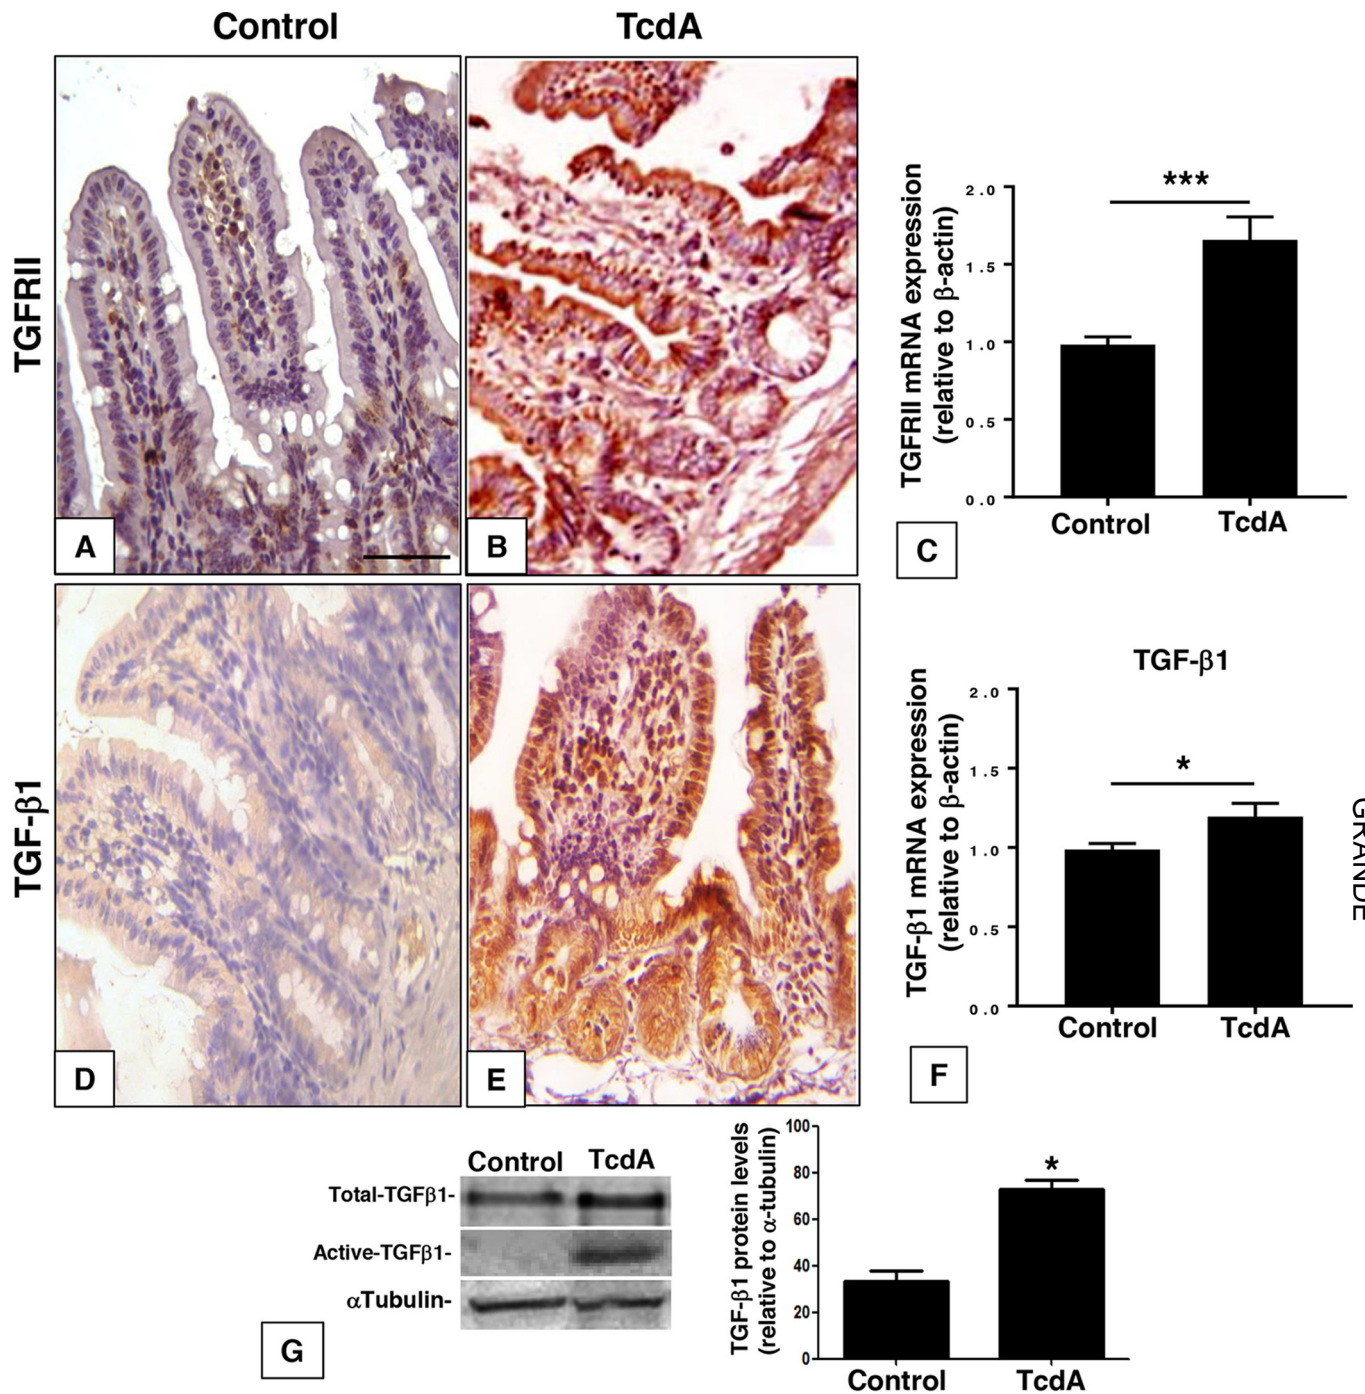 Control
TcdA
TGFRII
A
B
TGFRII mRNA expression
(relative to β-actin)
2.0
1.5
1.0
0.5
0.0
***
Control
TcdA
C
TGF-β1
D
E
TGF-β1
TGF-β1 mRNA expression
(relative to β-actin)
2.0
1.5
1.0
0.5
0.0
*
Control
TcdA
F
GRANDE
Control
TcdA
Total-TGFβ1-
Active-TGFβ1-
αTubulin-
G
TGF-β1 protein levels
(relative to α-tubulin)
100
80
60
40
20
0
*
Control
TcdA